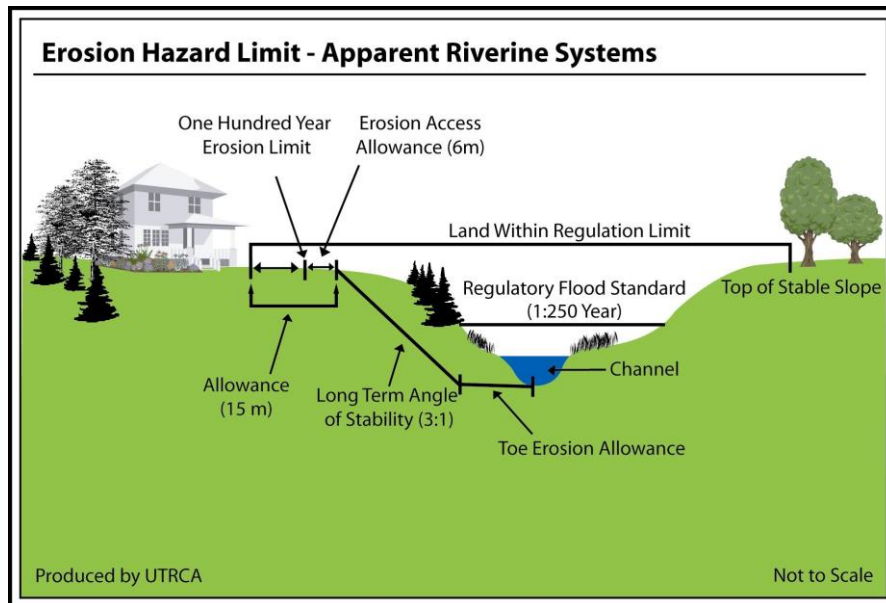 Erosion Hazard Limit - Apparent Riverine Systems
One Hundred Year
Erosion Limit
Erosion Access
Allowance (6m)
Land Within Regulation Limit
Regulatory Flood Standard
(1:250 Year)
Top of Stable Slope
Channel
Allowance
(15 m)
Long Term Angle
of Stability (3:1)
Toe Erosion Allowance
Produced by UTRCA
Not to Scale